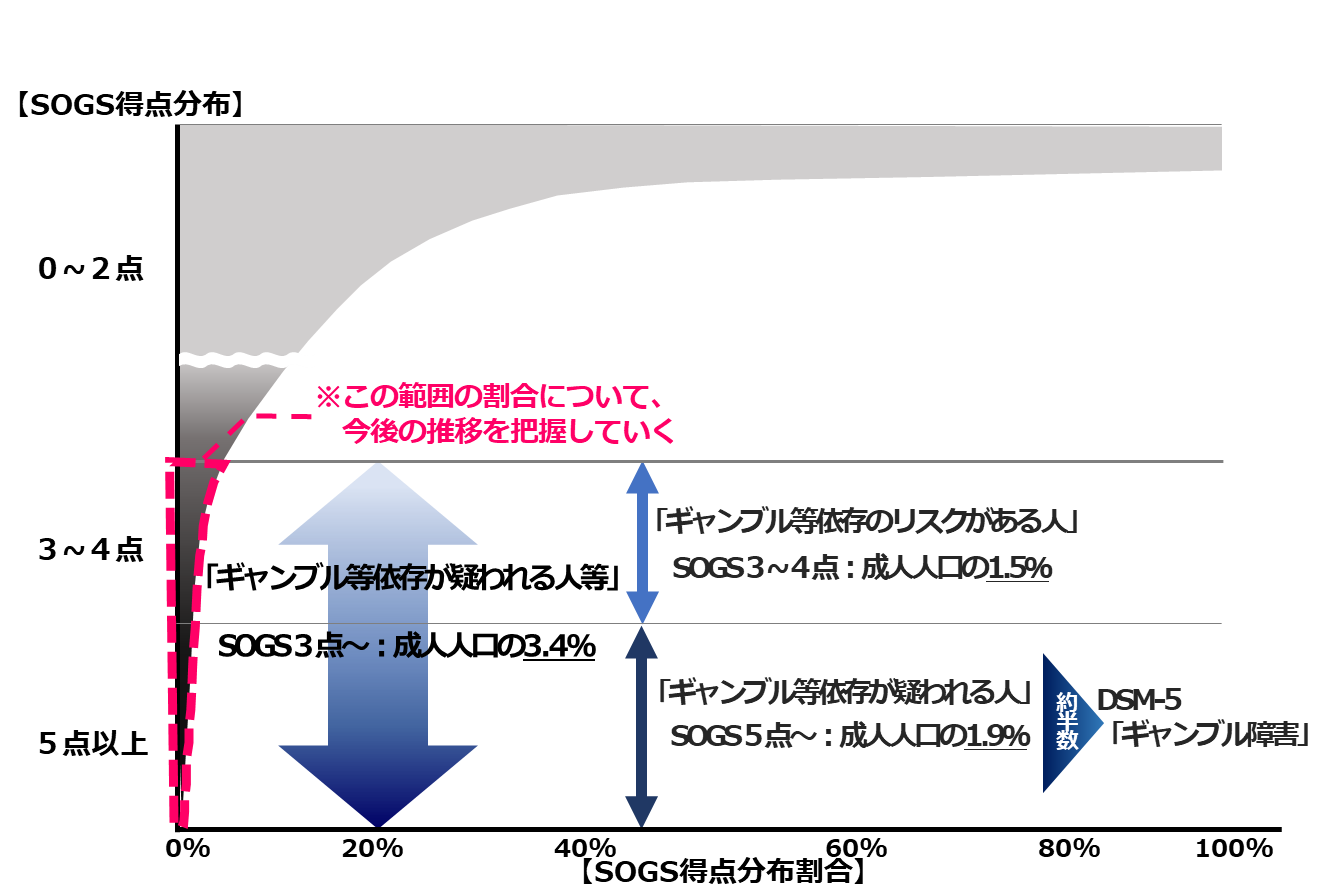 【SOGS得点分布】
０～２点
※この範囲の割合について、
今後の推移を把握していく
３～４点
「ギャンブル等依存が疑われる人等」
SOGS３点～：成人人口の3.4%
「ギャンブル等依存のリスクがある人」
SOGS３～４点：成人人口の1.5%
５点以上
「ギャンブル等依存が疑われる人」
SOGS５点～：成人人口の1.9%
約半数
DSM-5
「ギャンブル障害」
0% 20% 40% 60% 80% 100%
【SOGS得点分布割合】